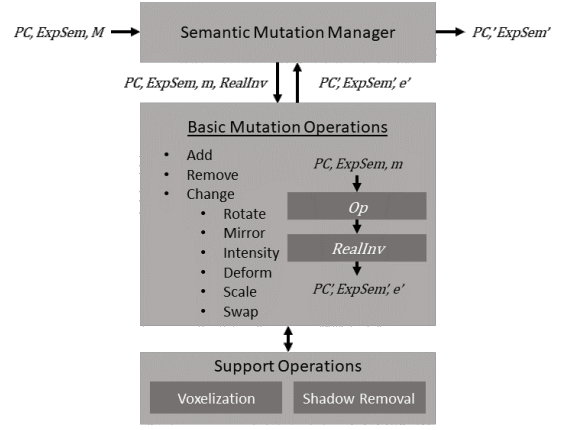 PC, ExpSem, M
Semantic Mutation Manager
PC,' ExpSem'
PC, ExpSem, m, RealInv
PC', ExpSem', e'
Basic Mutation Operations
• Add
• Remove
• Change
• Rotate
• Mirror
• Intensity
• Deform
• Scale
• Swap
PC, ExpSem, m
Op
RealInv
PC', ExpSem', e'
Support Operations
Voxelization
Shadow Removal